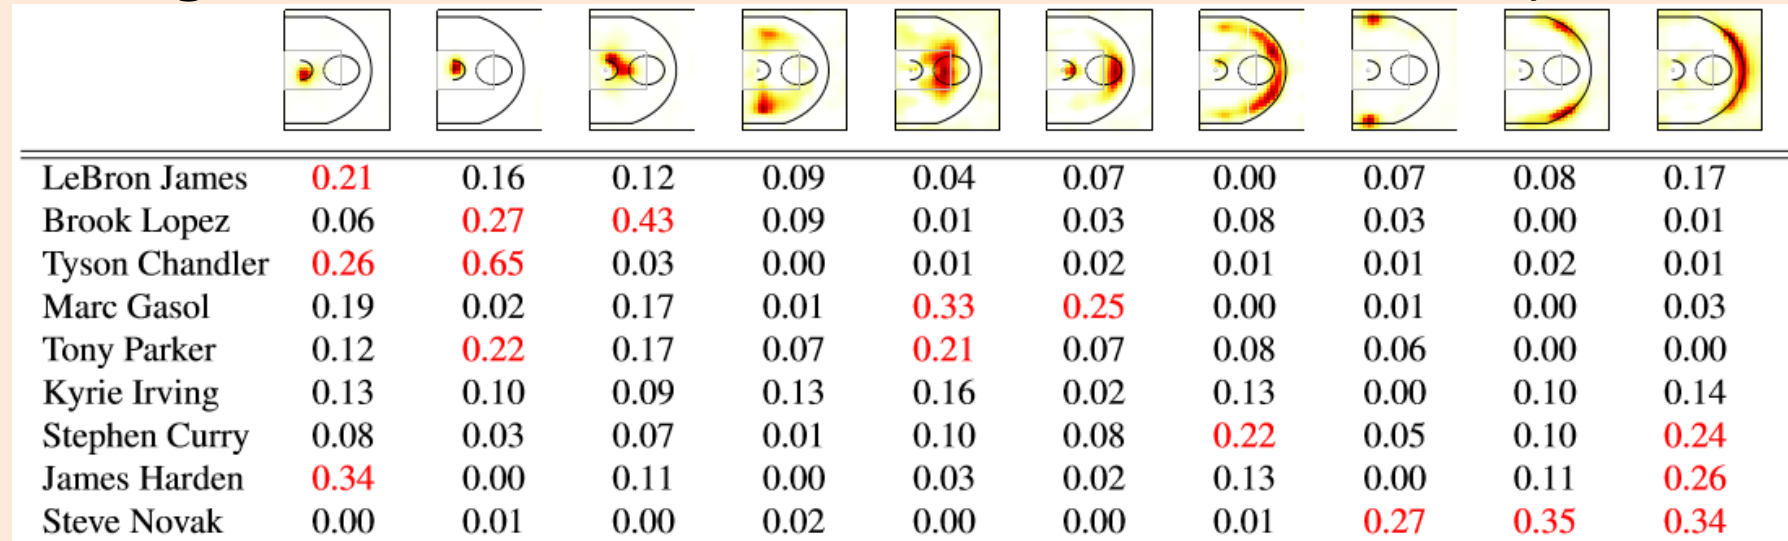 LeBron James 0.21 0.16 0.12 0.09 0.04 0.07 0.00 0.07 0.08 0.17
Brook Lopez 0.06 0.27 0.43 0.09 0.01 0.03 0.08 0.03 0.00 0.01
Tyson Chandler 0.26 0.65 0.03 0.00 0.01 0.02 0.01 0.01 0.02 0.01
Marc Gasol 0.19 0.02 0.17 0.01 0.33 0.25 0.00 0.01 0.00 0.03
Tony Parker 0.12 0.22 0.17 0.07 0.21 0.07 0.08 0.06 0.00 0.00
Kyrie Irving 0.13 0.10 0.09 0.13 0.16 0.02 0.13 0.00 0.10 0.14
Stephen Curry 0.08 0.03 0.07 0.01 0.10 0.08 0.22 0.05 0.10 0.24
James Harden 0.34 0.00 0.11 0.00 0.03 0.02 0.13 0.00 0.11 0.26
Steve Novak 0.00 0.01 0.00 0.02 0.00 0.00 0.01 0.27 0.35 0.34